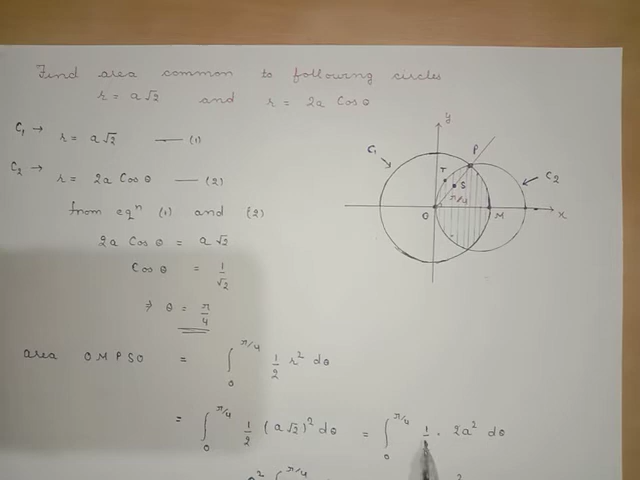 Find area common to following circles
r = a√2 and r = 2a Cos θ
C₁ → r = a√2 —— (1)
C₂ → r = 2a Cos θ —— (2)
from eqⁿ (1) and (2)
2a Cos θ = a√2
Cos θ = 1/√2
⇒ θ = π/4
area OMPSO = ∫₀^π/4 1/2 r² dθ
= ∫₀^π/4 1/2 (a√2)² dθ = ∫₀^π/4 1/2 · 2a² dθ
y
C₁
P
T
S
C₂
π/4
O
M
x